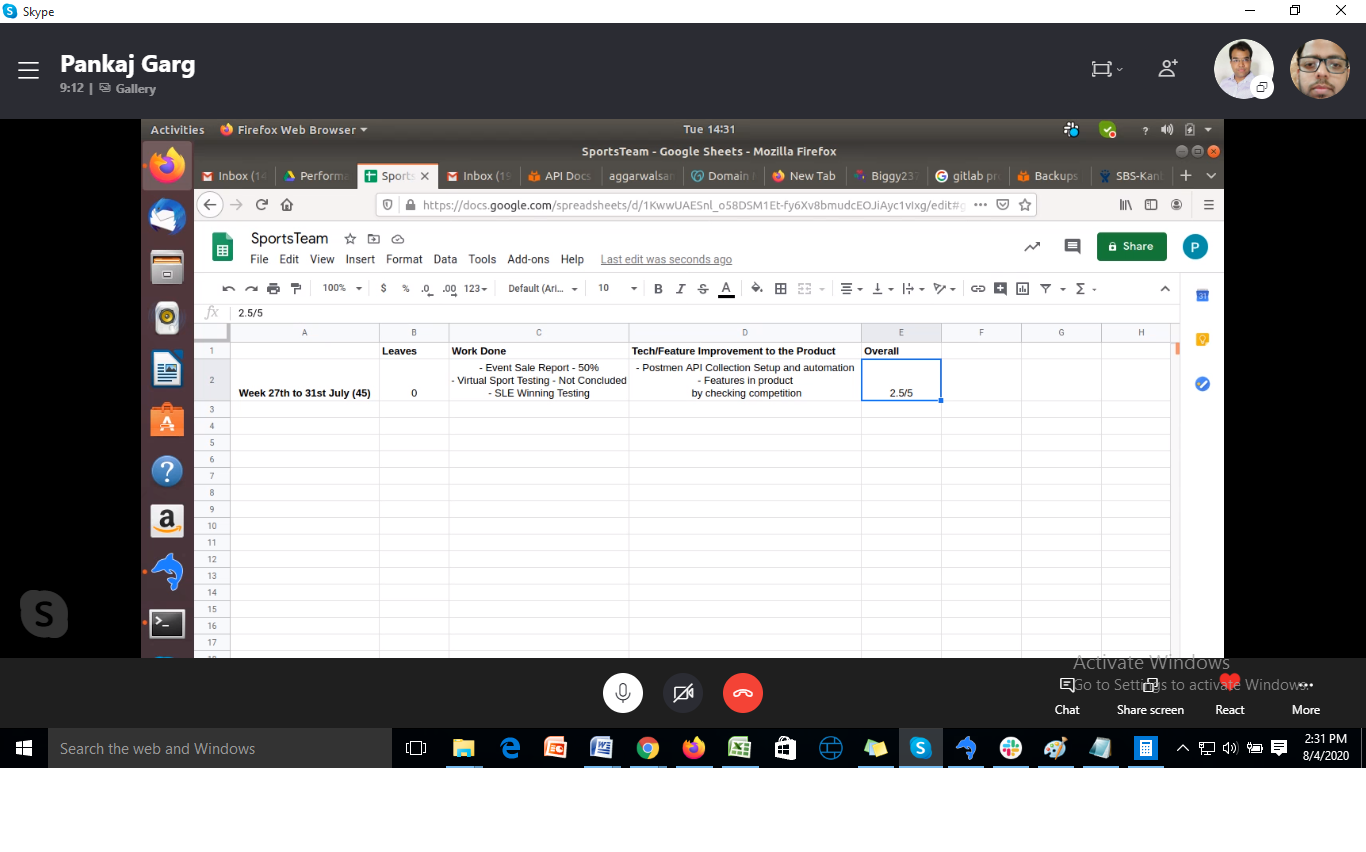 Skype
Pankaj Garg
9:12 | Gallery
Activities Firefox Web Browser Tue 14:31 ?
SportsTeam - Google Sheets - Mozilla Firefox
Inbox (14 Performa Sports Inbox (19 API Docs aggarwalsan Domain New Tab Biggy237 gitlab pr Backups SBS-Kan
https://docs.google.com/spreadsheets/d/1KwwUAESnl_o58DSM1Et-fy6Xv8bmudcEOJiAyc1vIxg/edit#g
SportsTeam
File Edit View Insert Format Data Tools Add-ons Help Last edit was seconds ago
Share P
100% $ % .0 .00 123 Default (Ari... 10 B I S A Σ
fx 2.5/5
31
A B C D E F G H
1 Leaves Work Done Tech/Feature Improvement to the Product Overall
2 Week 27th to 31st July (45) 0
- Event Sale Report - 50%
- Virtual Sport Testing - Not Concluded
- SLE Winning Testing
- Postmen API Collection Setup and automation
- Features in product
by checking competition
2.5/5
3
4
5
6
7
8
9
10
11
12
13
14
15
16
17
Activate Windows
Go to Settings to activate Windows.
Chat Share screen React More
Search the web and Windows
2:31 PM
8/4/2020